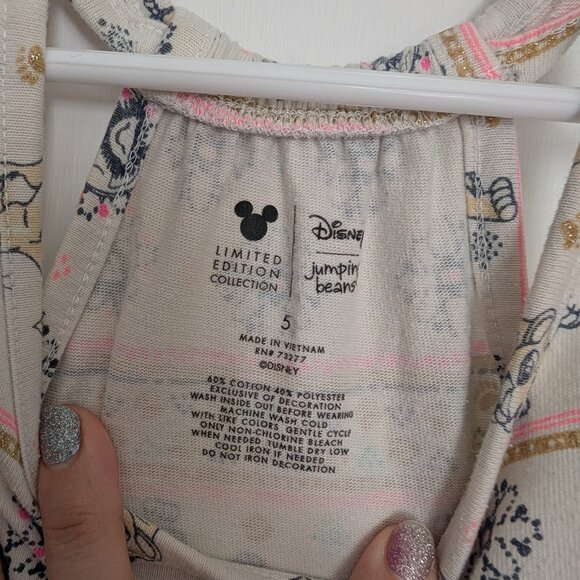 LIMITED
EDITION
COLLECTION
Disney
jumping
beans
5
MADE IN VIETNAM
RN# 73277
©DISNEY
60% COTTON 40% POLYESTER
EXCLUSIVE OF DECORATION
WASH INSIDE OUT BEFORE WEARING
MACHINE WASH COLD
WITH LIKE COLORS GENTLE CYCLE
ONLY NON-CHLORINE BLEACH
WHEN NEEDED TUMBLE DRY LOW
COOL IRON IF NEEDED
DO NOT IRON DECORATION